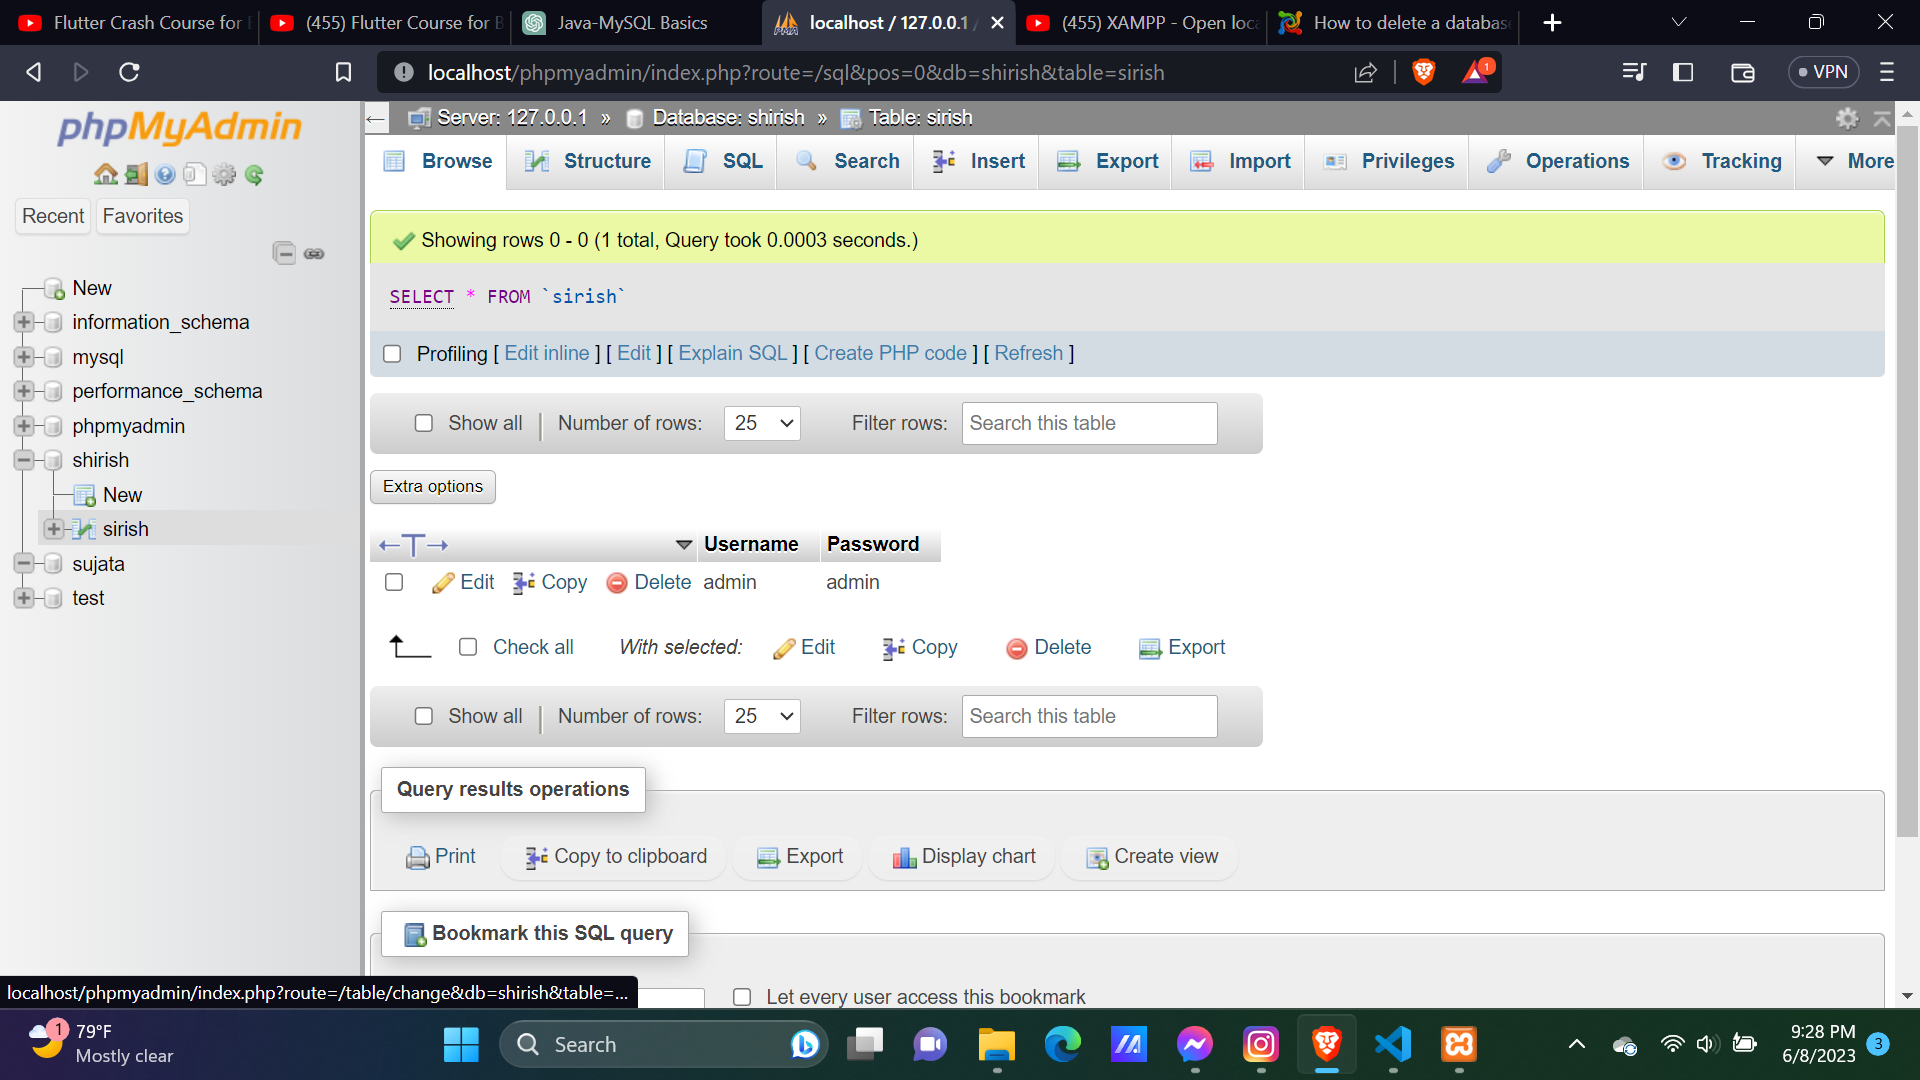 Flutter Crash Course for
(455) Flutter Course for B
Java-MySQL Basics
localhost / 127.0.0.1 /
(455) XAMPP - Open loca
How to delete a databas
localhost/phpmyadmin/index.php?route=/sql&pos=0&db=shirish&table=sirish
1
VPN
phpMyAdmin
Recent
Favorites
New
information_schema
mysql
performance_schema
phpmyadmin
shirish
New
sirish
sujata
test
Server: 127.0.0.1 » Database: shirish » Table: sirish
Browse
Structure
SQL
Search
Insert
Export
Import
Privileges
Operations
Tracking
More
Showing rows 0 - 0 (1 total, Query took 0.0003 seconds.)
SELECT * FROM `sirish`
Profiling [ Edit inline ] [ Edit ] [ Explain SQL ] [ Create PHP code ] [ Refresh ]
Show all | Number of rows: 25 Filter rows: Search this table
Extra options
←T→ Username Password
Edit Copy Delete admin admin
Check all With selected: Edit Copy Delete Export
Show all | Number of rows: 25 Filter rows: Search this table
Query results operations
Print Copy to clipboard Export Display chart Create view
Bookmark this SQL query
localhost/phpmyadmin/index.php?route=/table/change&db=shirish&table=...
Let every user access this bookmark
1
79°F
Mostly clear
Search
9:28 PM
6/8/2023
3